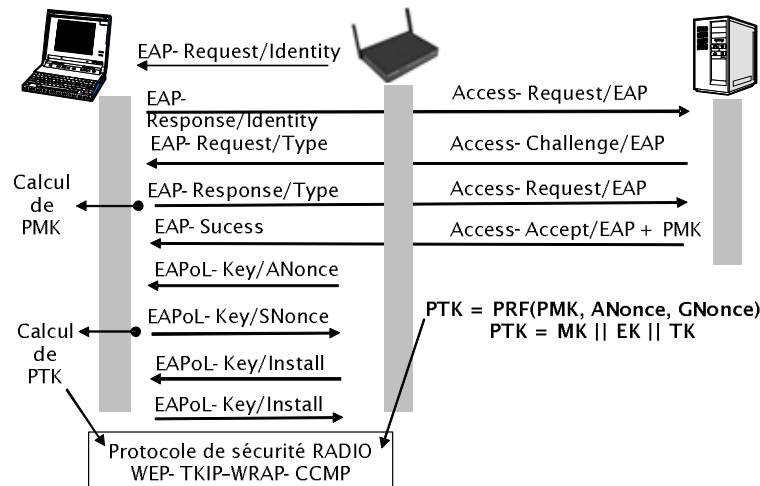 EAP- Request/Identity
EAP-
Response/Identity
Access- Request/EAP
EAP- Request/Type
Access- Challenge/EAP
Calcul
de
PMK
EAP- Response/Type
Access- Request/EAP
EAP- Sucess
Access- Accept/EAP + PMK
EAPoL- Key/ANonce
PTK = PRF(PMK, ANonce, GNonce)
PTK = MK || EK || TK
Calcul
de
PTK
EAPoL- Key/SNonce
EAPoL- Key/Install
EAPoL- Key/Install
Protocole de sécurité RADIO
WEP- TKIP-WRAP- CCMP